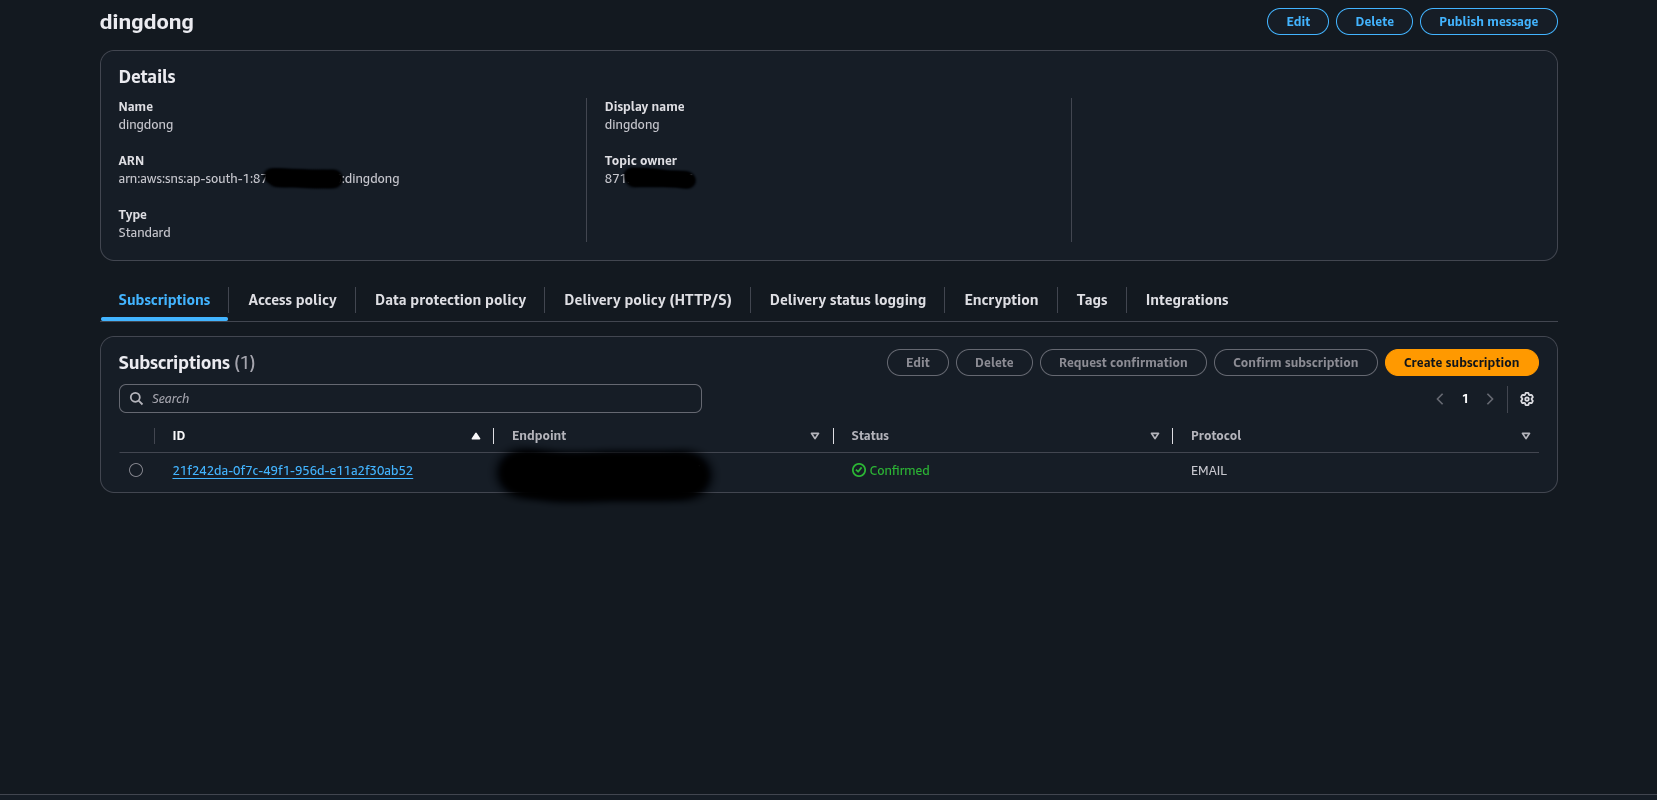 dingdong
Edit Delete Publish message
Details
Name
dingdong
Display name
dingdong
ARN
arn:aws:sns:ap-south-1:87 :dingdong
Topic owner
871
Type
Standard
Subscriptions Access policy Data protection policy Delivery policy (HTTP/S) Delivery status logging Encryption Tags Integrations
Subscriptions (1)
Edit Delete Request confirmation Confirm subscription Create subscription
Search
1
ID Endpoint Status Protocol
21f242da-0f7c-49f1-956d-e11a2f30ab52 Confirmed EMAIL